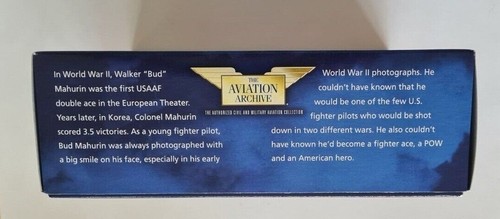 In World War II, Walker “Bud”
Mahurin was the first USAAF
double ace in the European Theater.
Years later, in Korea, Colonel Mahurin
scored 3.5 victories. As a young fighter pilot,
Bud Mahurin was always photographed with
a big smile on his face, especially in his early
THE
AVIATION
ARCHIVE
THE AUTHORIZED CIVIL AND MILITARY AVIATION COLLECTION
World War II photographs. He
couldn't have known that he
would be one of the few U.S.
fighter pilots who would be shot
down in two different wars. He also couldn't
have known he'd become a fighter ace, a POW
and an American hero.